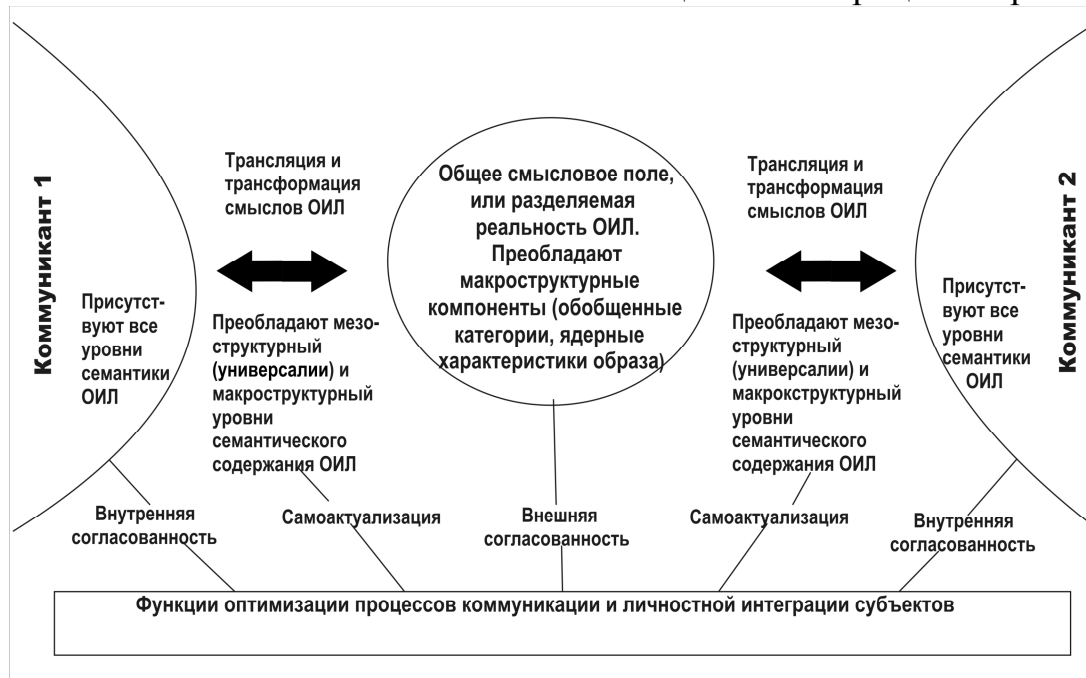 Коммуникант 1
Присутст-
вуют все
уровни
семантики
ОИЛ
Трансляция и
трансформация
смыслов ОИЛ
Преобладают мезо-
структурный
(универсалии) и
макроструктурный
уровни
семантического
содержания ОИЛ
Общее смысловое поле,
или разделяемая
реальность ОИЛ.
Преобладают
макроструктурные
компоненты (обобщенные
категории, ядерные
характеристики образа)
Трансляция и
трансформация
смыслов ОИЛ
Преобладают мезо-
структурный
(универсалии) и
макрокструктурный
уровни
семантического
содержания ОИЛ
Присутст-
вуют все
уровни
семантики
ОИЛ
Коммуникант 2
Внутренняя
согласованность
Самоактуализация
Внешняя
согласованность
Самоактуализация
Внутренняя
согласованность
Функции оптимизации процессов коммуникации и личностной интеграции субъектов